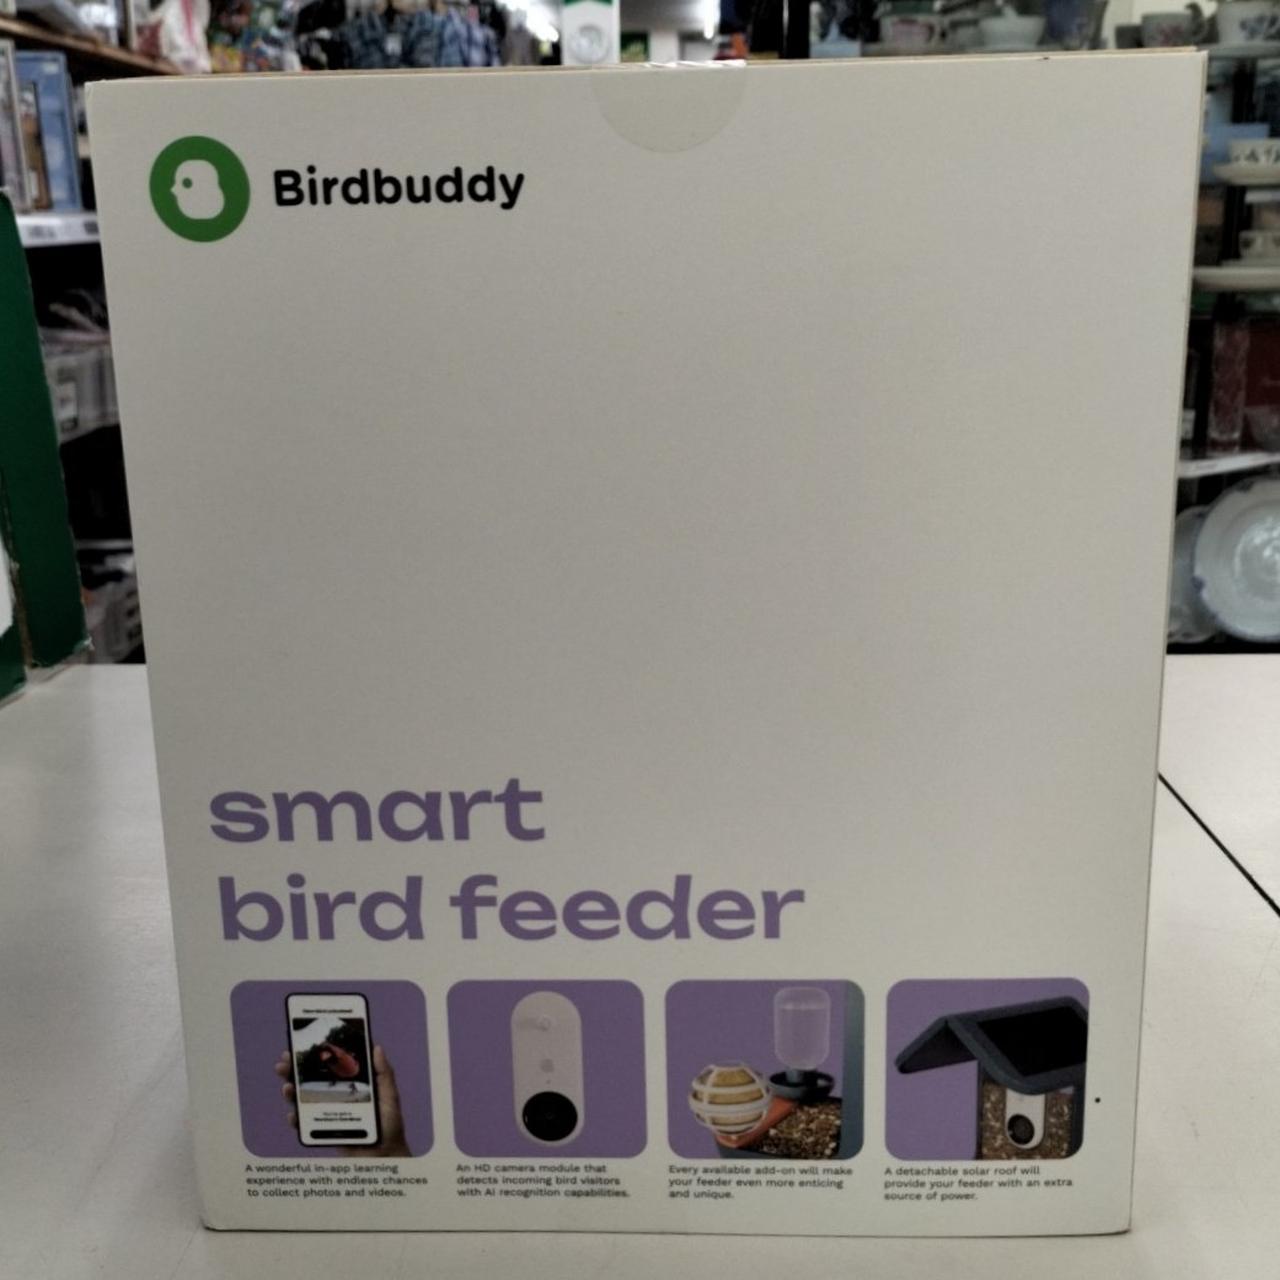 Birdbuddy
smart
bird feeder
A wonderful in-app learning
experience with endless chances
to collect photos and videos.
An HD camera module that
detects incoming bird visitors
with AI recognition capabilities.
Every available add-on will make
your feeder even more enticing
and unique.
A detachable solar roof will
provide your feeder with an extra
source of power.